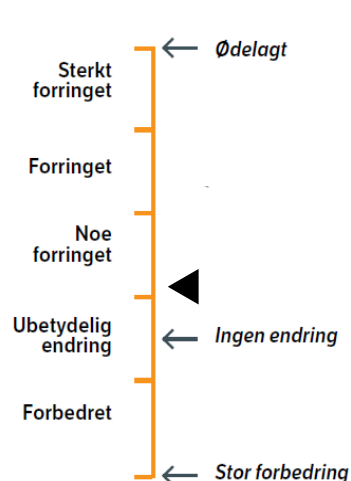 Ødelagt
Sterkt
forringet
Forringet
Noe
forringet
Ubetydelig
endring
Ingen endring
Forbedret
Stor forbedring